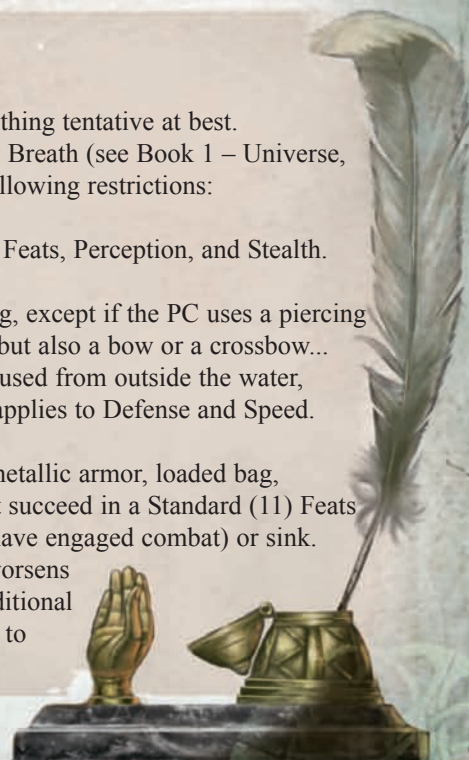 thing tentative at best.
Breath (see Book 1 – Universe,
llowing restrictions:
Feats, Perception, and Stealth.
g, except if the PC uses a piercing
but also a bow or a crossbow...
used from outside the water,
applies to Defense and Speed.
netallic armor, loaded bag,
t succeed in a Standard (11) Feats
ave engaged combat) or sink.
vorsens
ditional
to